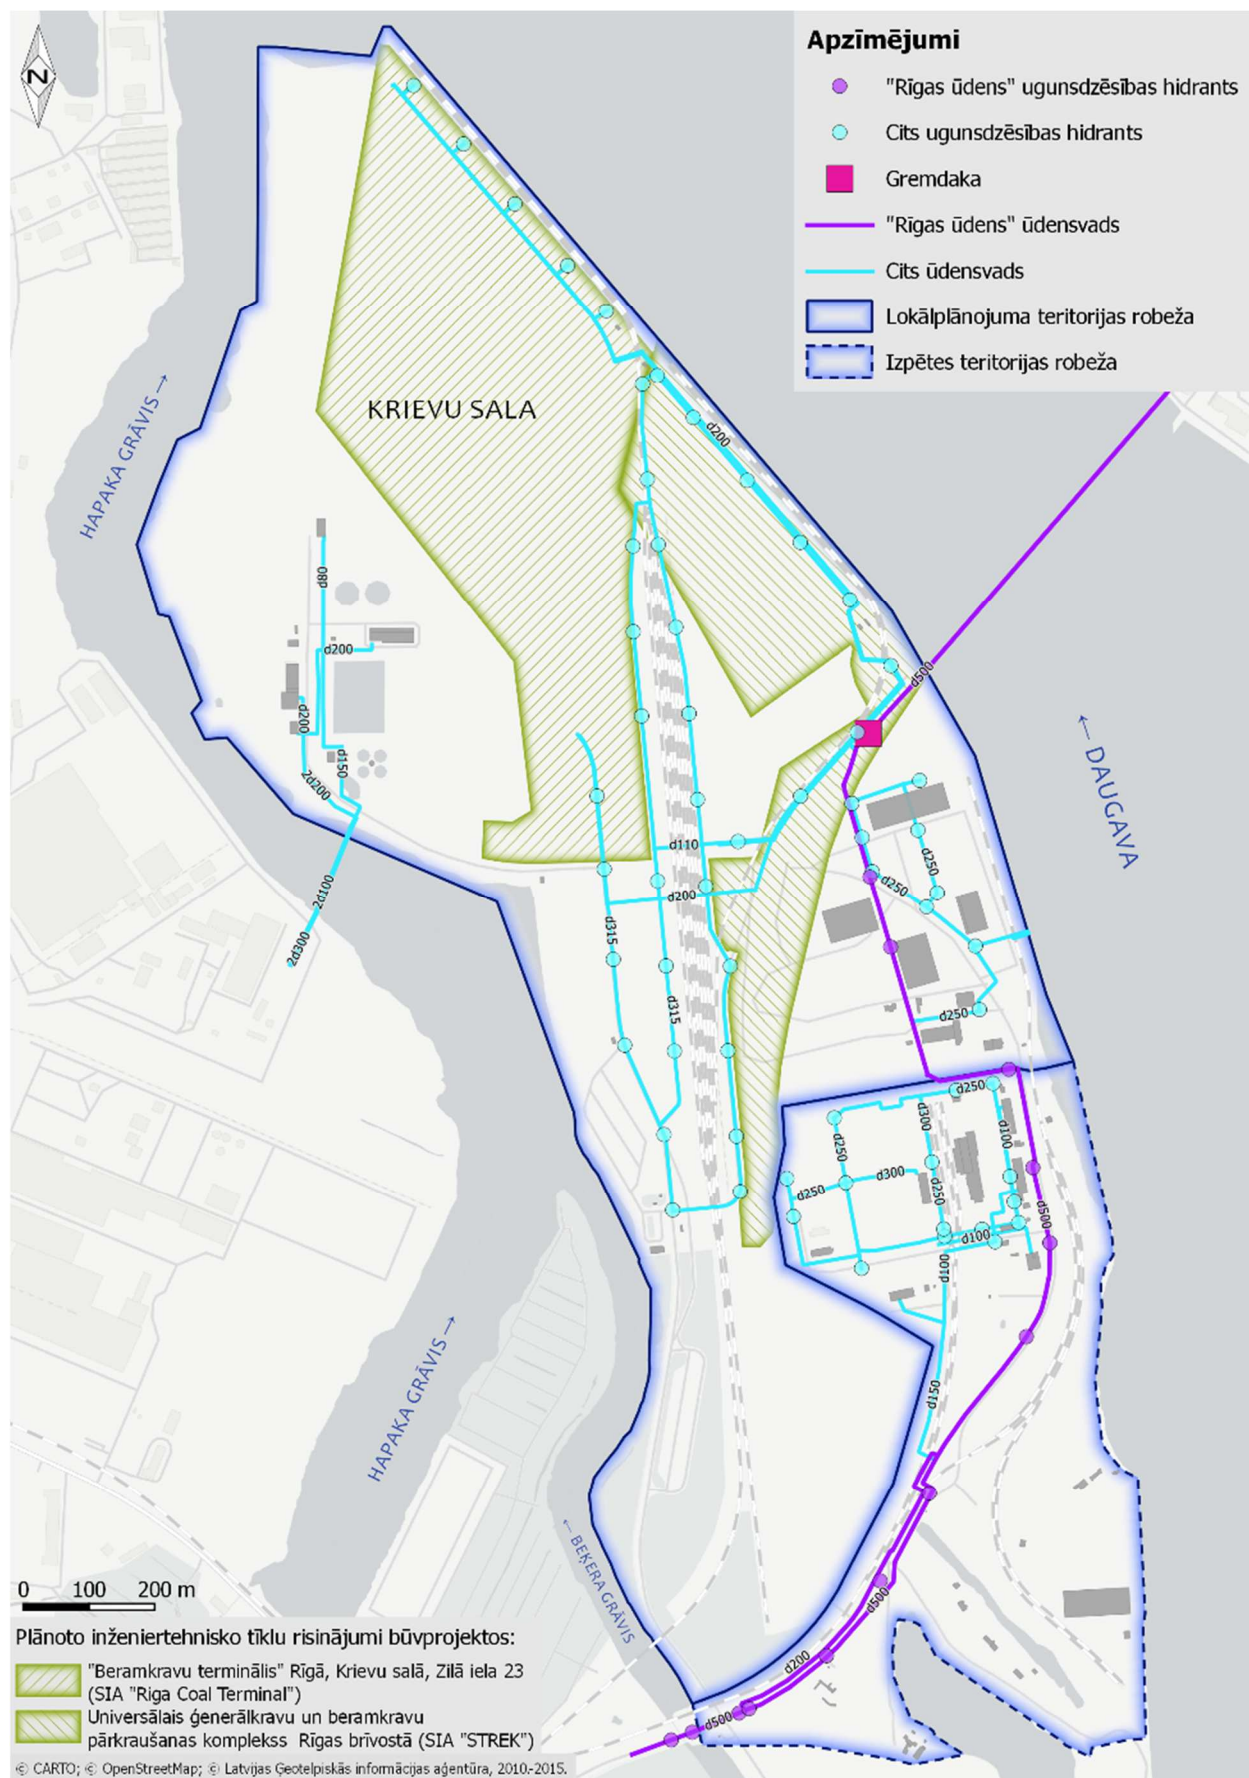 N
Apzīmējumi
"Rīgas ūdens" ugunsdzēsības hidrants
Cits ugunsdzēsības hidrants
Gremdaka
"Rīgas ūdens" ūdensvads
Cits ūdensvads
Lokālplānojuma teritorijas robeža
Izpētes teritorijas robeža
KRIEVU SALA
HAPAKA GRĀVIS →
d200
d80
d200
d500
d200
d150
2d200
← DAUGAVA
d110
d250
d250
d200
2d100
2d300
d315
d315
d250
d250
d300
d100
d250
d300
d250
d250
d500
d100
d100
HAPAKA GRĀVIS →
d150
← BEĶERA GRĀVIS
d500
d200
d500
0 100 200 m
Plānoto inženiertehnisko tīklu risinājumi būvprojektos:
"Beramkravu terminālis" Rīgā, Krievu salā, Zilā iela 23
(SIA "Riga Coal Terminal")
Universālais ģenerālkravu un beramkravu
pārkraušanas komplekss Rīgas brīvostā (SIA "STREK")
© CARTO; © OpenStreetMap; © Latvijas Ģeotelpiskās informācijas aģentūra, 2010.-2015.